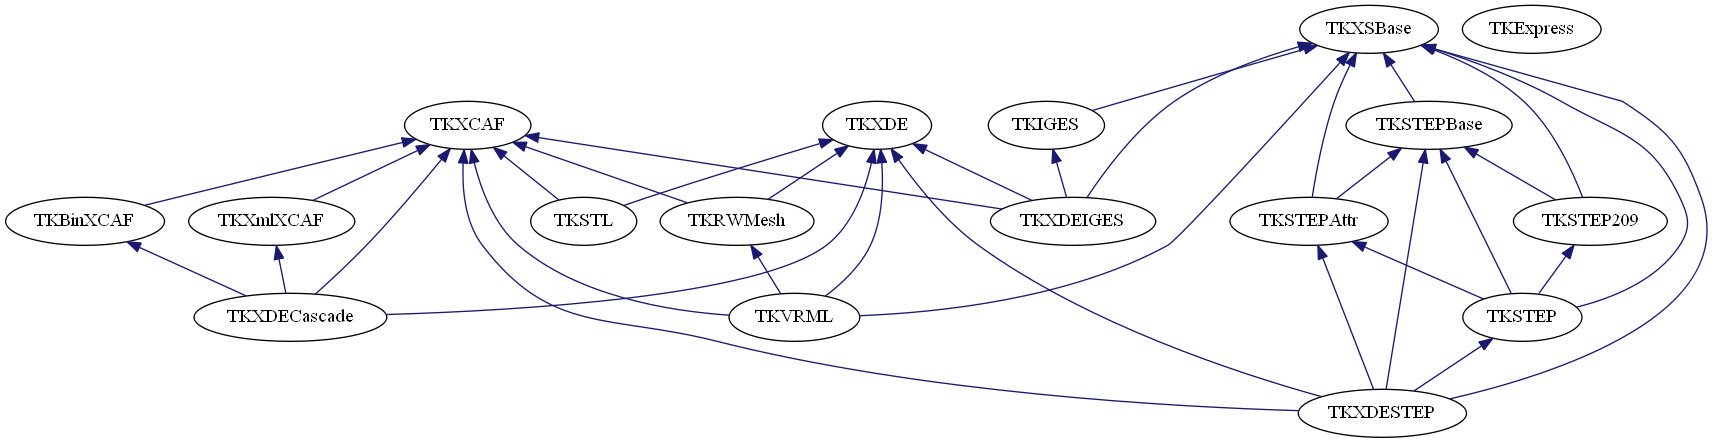 TKXSBase
TKExpress
TKXCAF
TKXDE
TKIGES
TKSTEPBase
TKBinXCAF
TKXmlXCAF
TKSTL
TKRWMesh
TKXDEIGES
TKSTEPAttr
TKSTEP209
TKXDECascade
TKVRML
TKSTEP
TKXDESTEP